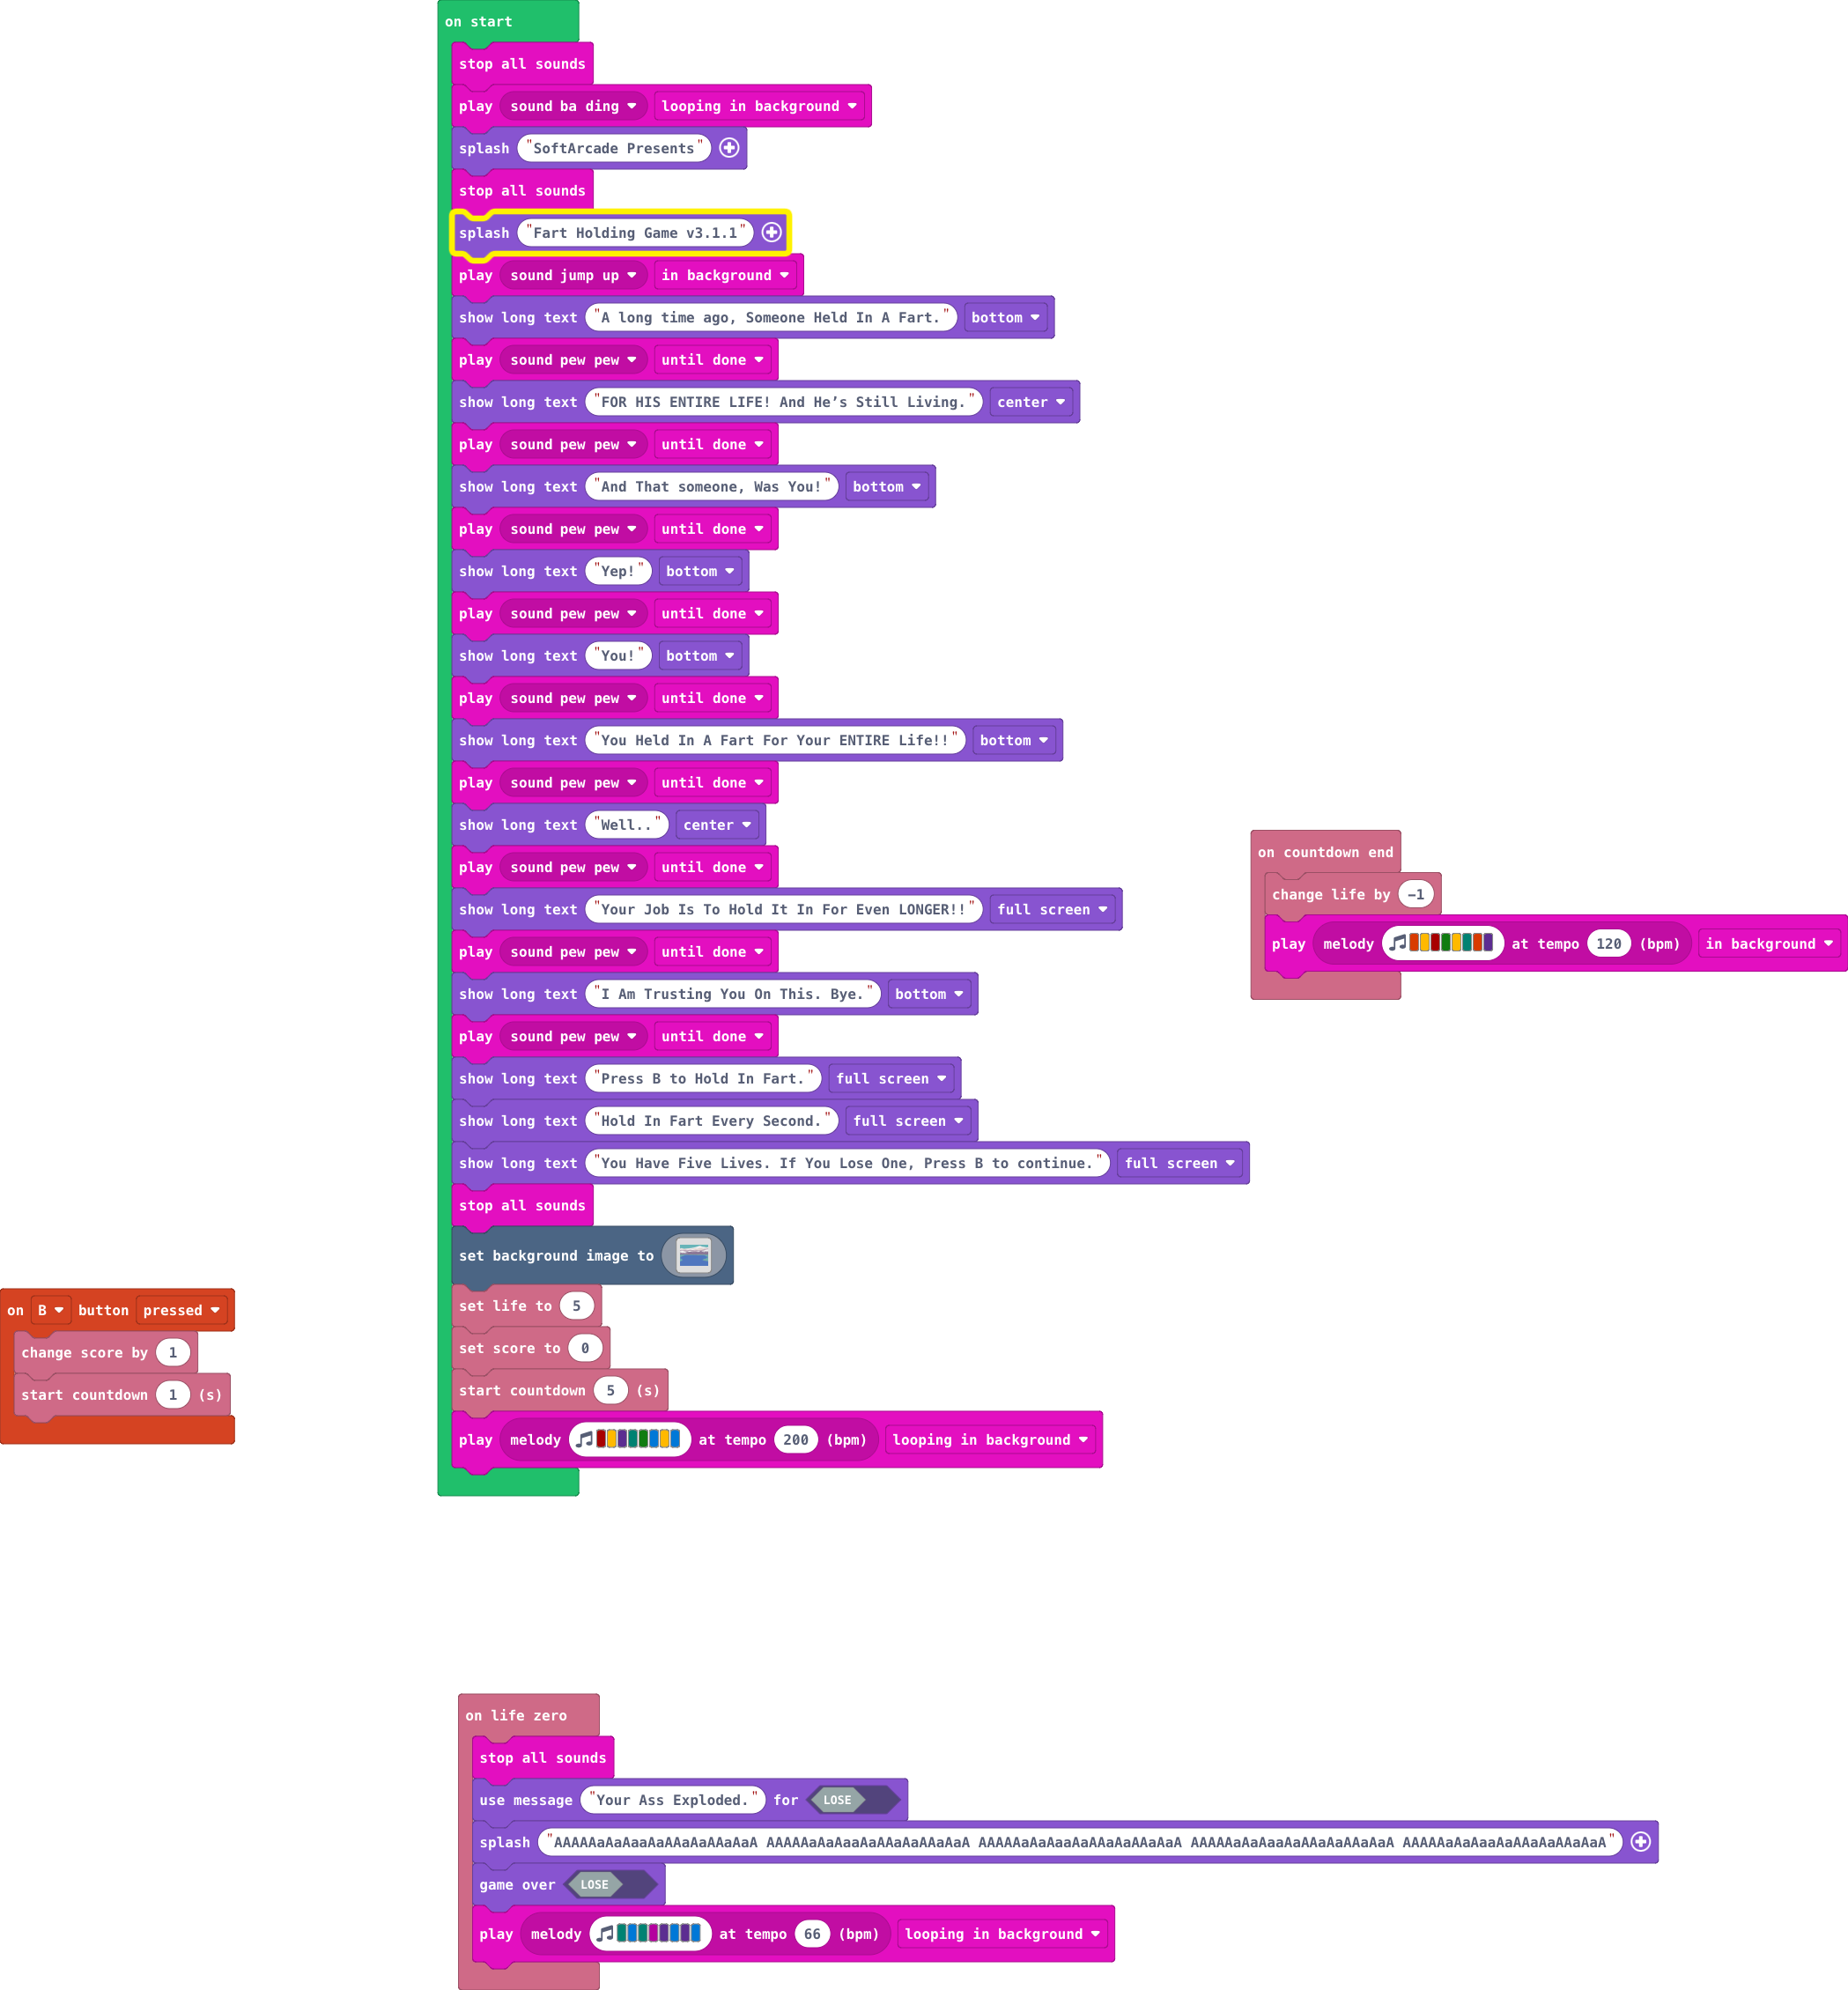 on start
stop all sounds
play sound ba ding looping in background
splash "SoftArcade Presents"
stop all sounds
splash "Fart Holding Game v3.1.1"
play sound jump up in background
show long text "A long time ago, Someone Held In A Fart." bottom
play sound pew pew until done
show long text "FOR HIS ENTIRE LIFE! And He’s Still Living." center
play sound pew pew until done
show long text "And That someone, Was You!" bottom
play sound pew pew until done
show long text "Yep!" bottom
play sound pew pew until done
show long text "You!" bottom
play sound pew pew until done
show long text "You Held In A Fart For Your ENTIRE Life!!" bottom
play sound pew pew until done
show long text "Well.." center
play sound pew pew until done
show long text "Your Job Is To Hold It In For Even LONGER!!" full screen
play sound pew pew until done
show long text "I Am Trusting You On This. Bye." bottom
play sound pew pew until done
show long text "Press B to Hold In Fart." full screen
show long text "Hold In Fart Every Second." full screen
show long text "You Have Five Lives. If You Lose One, Press B to continue." full screen
stop all sounds
set background image to
set life to 5
set score to 0
start countdown 5 (s)
play melody at tempo 200 (bpm) looping in background
on countdown end
change life by -1
play melody at tempo 120 (bpm) in background
on B button pressed
change score by 1
start countdown 1 (s)
on life zero
stop all sounds
use message "Your Ass Exploded." for LOSE
splash "AAAAAaAaAaaAaAAaAaAaAAaAaA AAAAAaAaAaaAaAAaAaAaAAaAaA AAAAAaAaAaaAaAAaAaAaAAaAaA AAAAAaAaAaaAaAAaAaAaAAaAaA AAAAAaAaAaaAaAAaAaAaAAaAaA"
game over LOSE
play melody at tempo 66 (bpm) looping in background